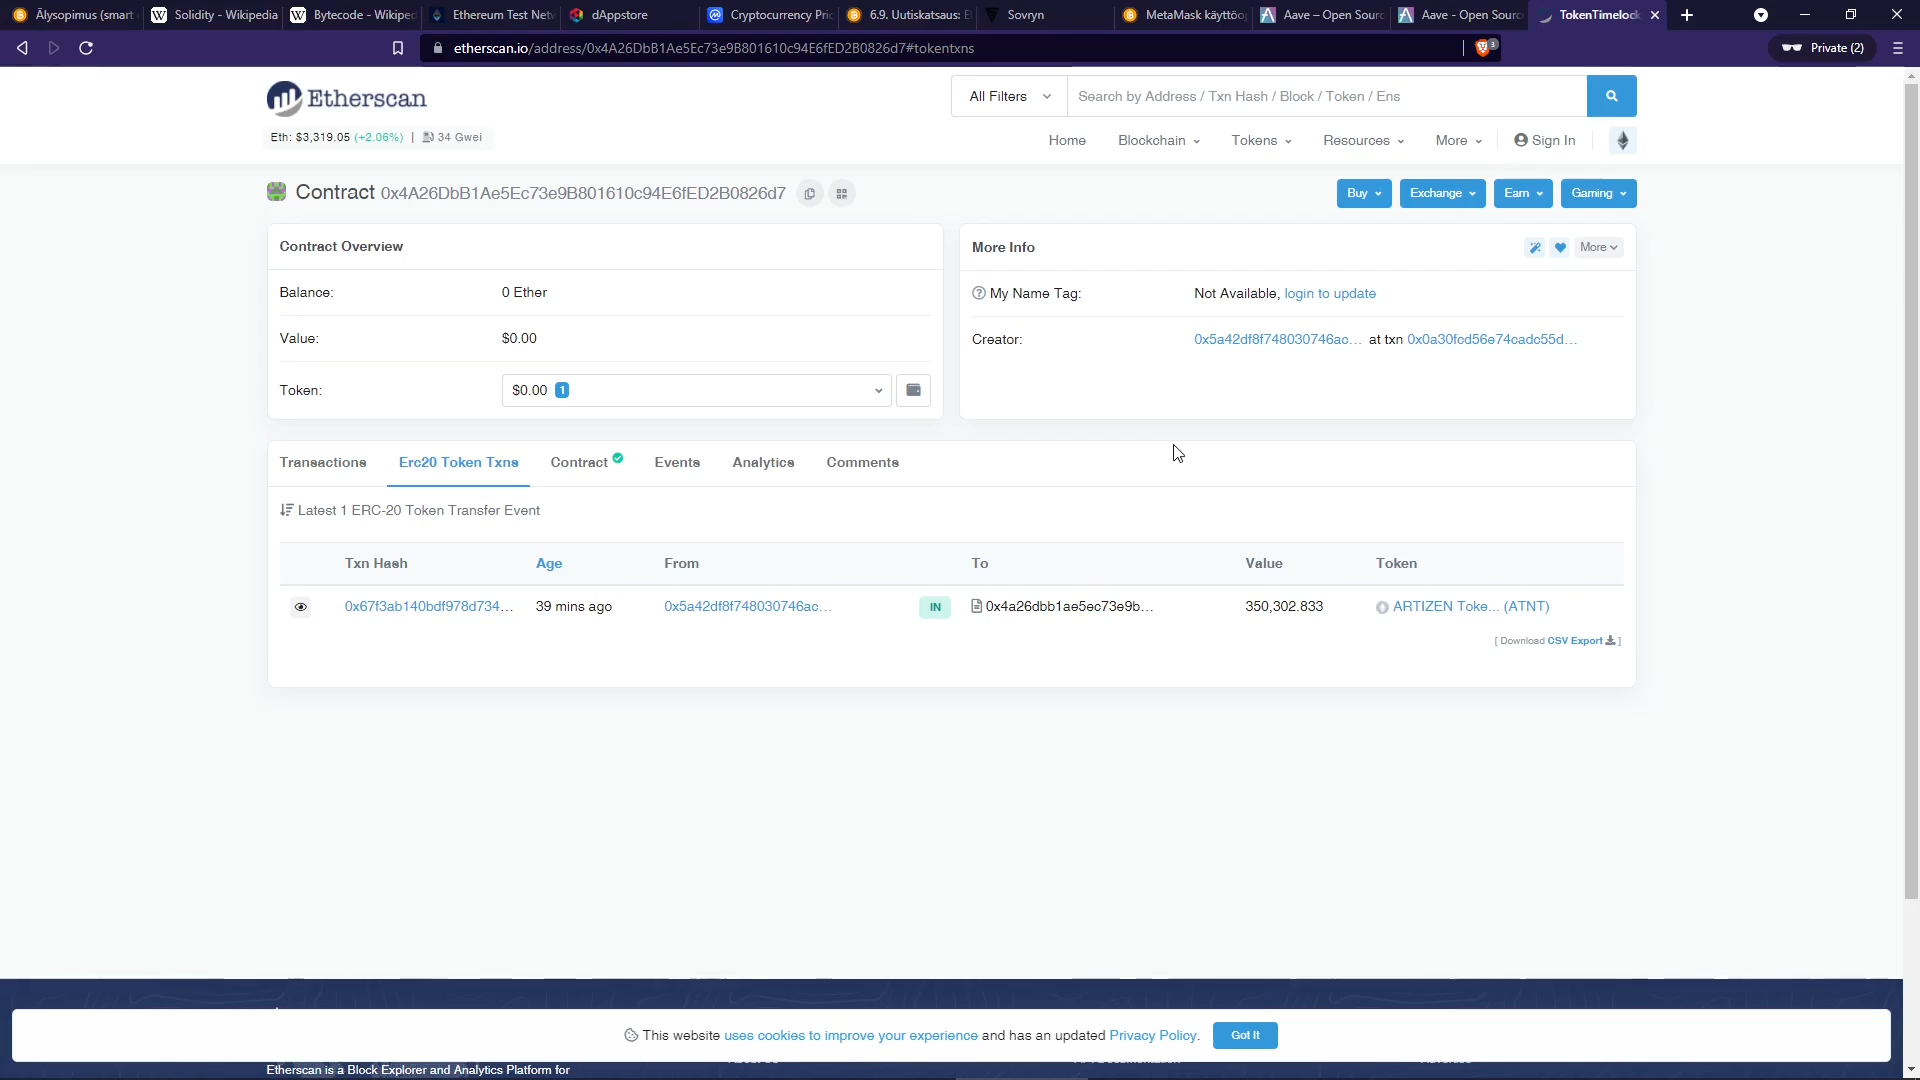 Älysopimus (smart
Solidity - Wikipedia
Bytecode - Wikiped
Ethereum Test Netw
dAppstore
Cryptocurrency Pric
6.9. Uutiskatsaus: E
Sovryn
MetaMask käyttöop
Aave – Open Sourc
Aave - Open Sourc
TokenTimelock
etherscan.io/address/0x4A26DbB1Ae5Ec73e9B801610c94E6fED2B0826d7#tokentxns
3
Private (2)
Etherscan
All Filters
Search by Address / Txn Hash / Block / Token / Ens
Eth: $3,319.05 (+2.06%) | 34 Gwei
Home
Blockchain
Tokens
Resources
More
Sign In
Contract 0x4A26DbB1Ae5Ec73e9B801610c94E6fED2B0826d7
Buy
Exchange
Earn
Gaming
Contract Overview
Balance: 0 Ether
Value: $0.00
Token: $0.00 1
More Info
More
My Name Tag: Not Available, login to update
Creator: 0x5a42df8f748030746ac... at txn 0x0a30fcd56e74cadc55d...
Transactions
Erc20 Token Txns
Contract
Events
Analytics
Comments
Latest 1 ERC-20 Token Transfer Event
Txn Hash Age From To Value Token
0x67f3ab140bdf978d734... 39 mins ago 0x5a42df8f748030746ac... IN 0x4a26dbb1ae5ec73e9b... 350,302.833 ARTIZEN Toke... (ATNT)
[ Download CSV Export ]
This website uses cookies to improve your experience and has an updated Privacy Policy.
Got It
Etherscan is a Block Explorer and Analytics Platform for